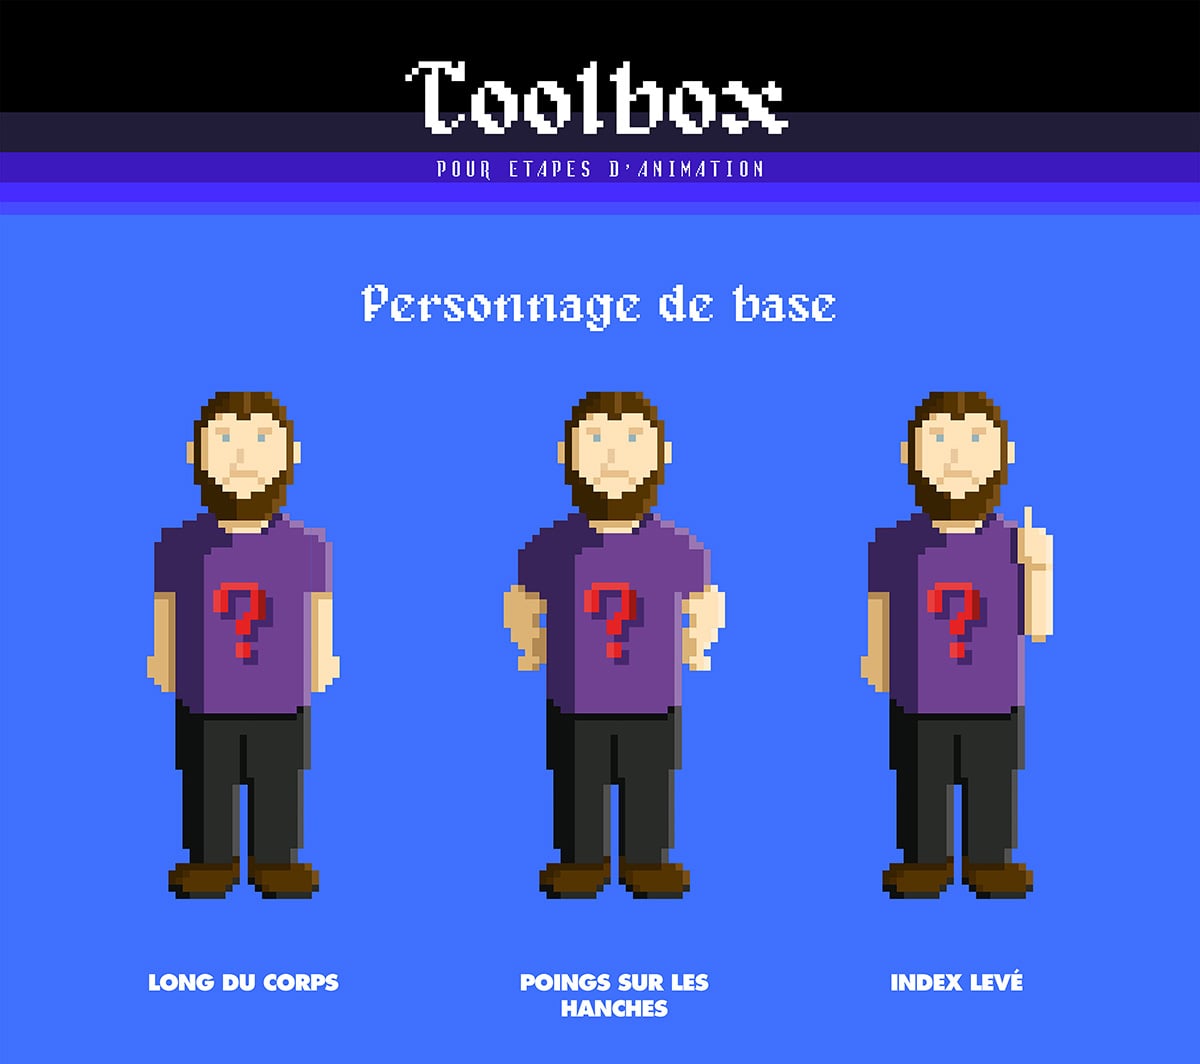 Toolbox
POUR ETAPES D'ANIMATION
Personnage de base
?
?
?
LONG DU CORPS
POINGS SUR LES
HANCHES
INDEX LEVÉ